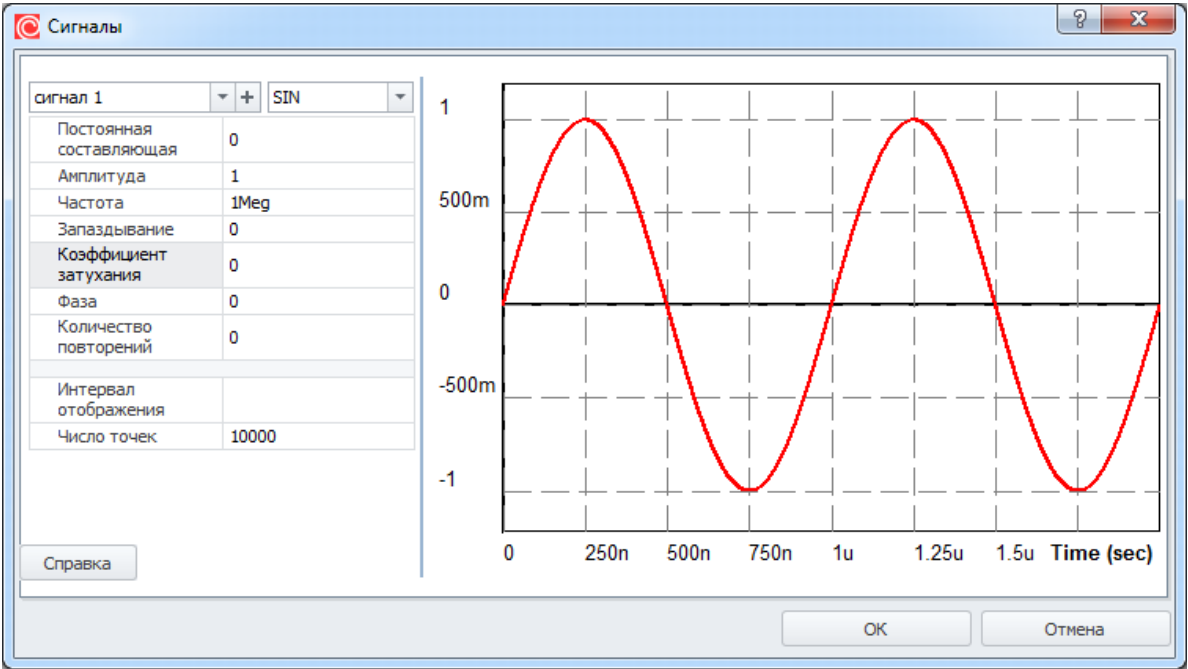 Сигналы
сигнал 1 SIN
Постоянная
составляющая 0
Амплитуда 1
Частота 1Meg
Запаздывание 0
Коэффициент
затухания 0
Фаза 0
Количество
повторений 0
Интервал
отображения
Число точек 10000
Справка
1
500m
0
-500m
-1
0 250n 500n 750n 1u 1.25u 1.5u Time (sec)
OK Отмена